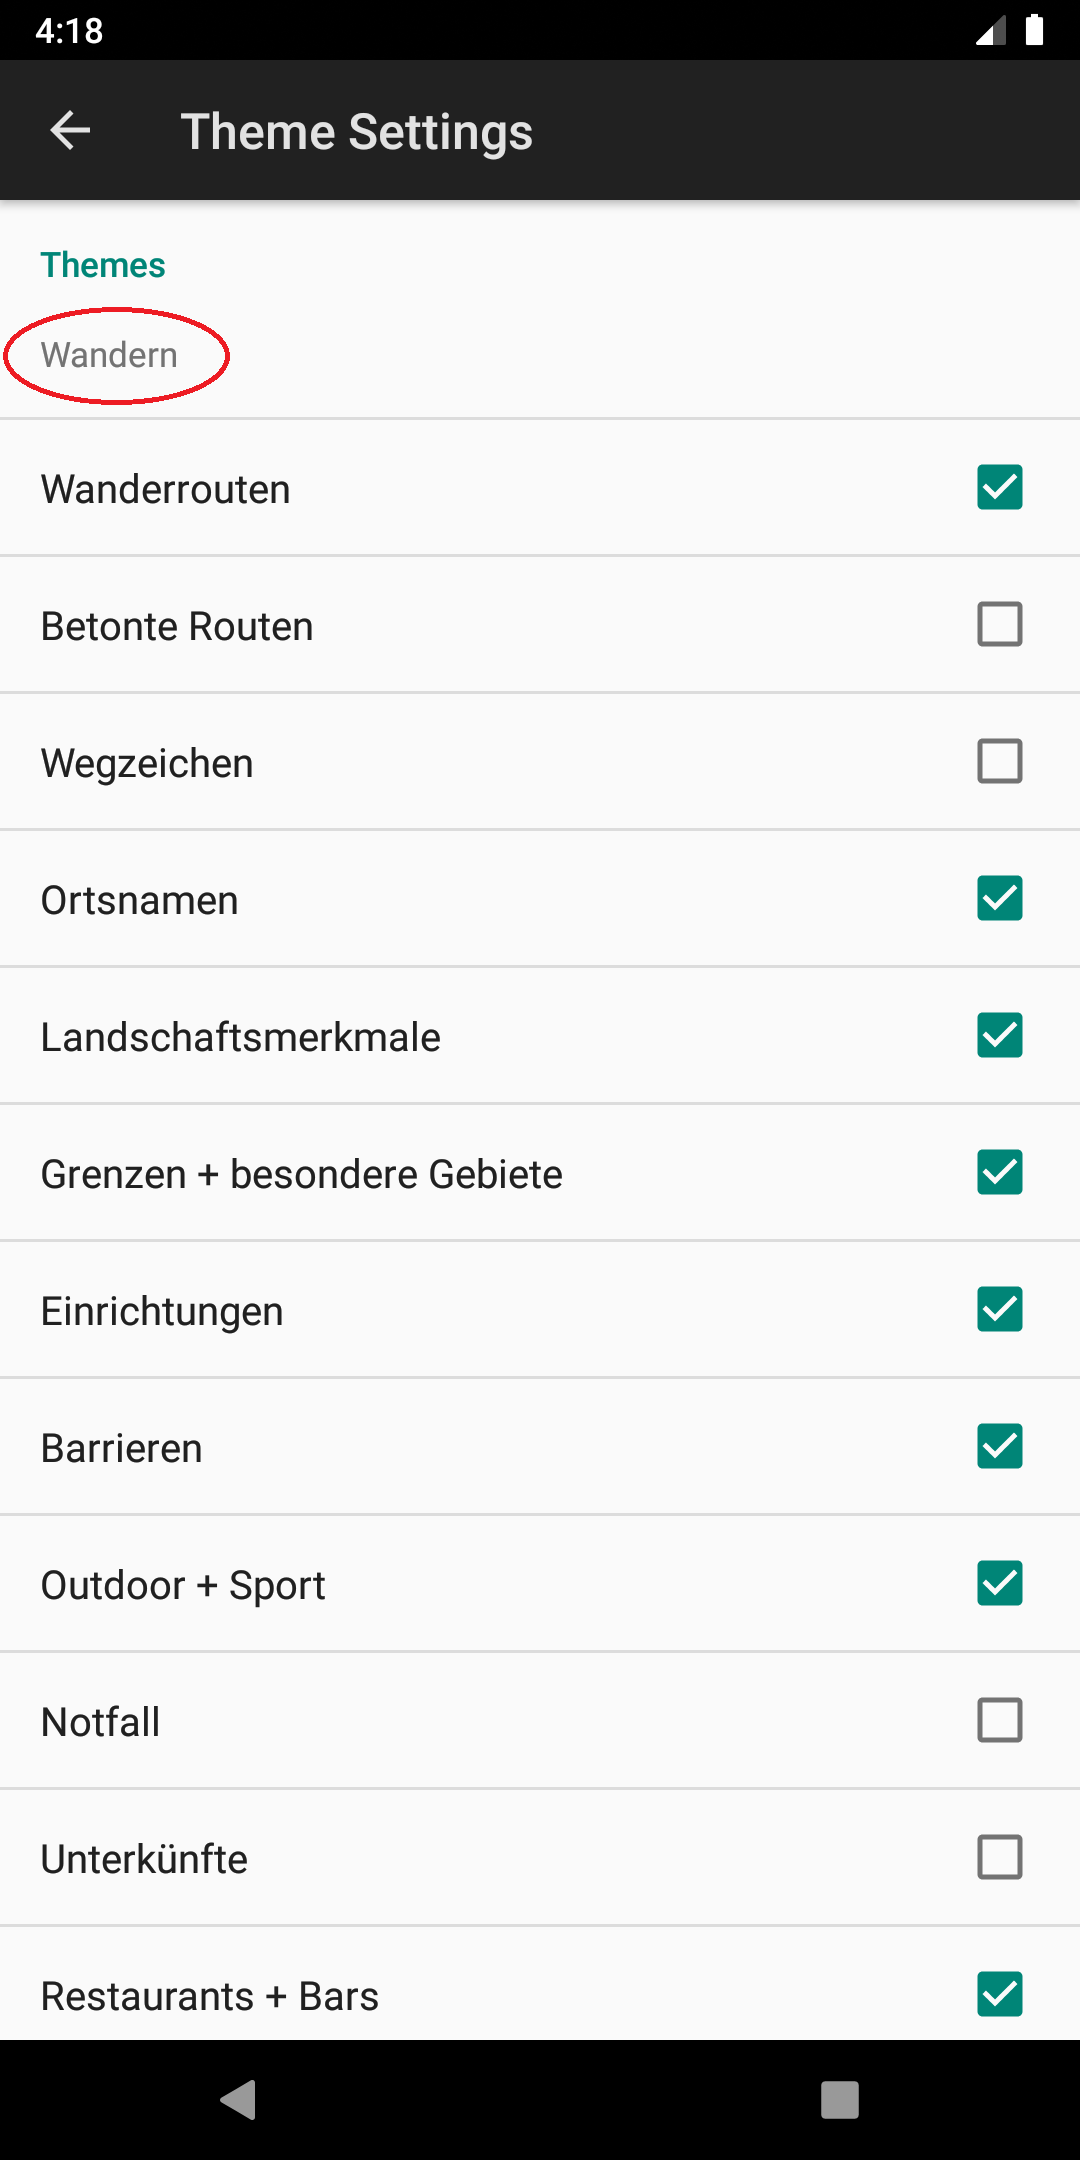 4:18
Theme Settings
Themes
Wandern
Wanderrouten
Betonte Routen
Wegzeichen
Ortsnamen
Landschaftsmerkmale
Grenzen + besondere Gebiete
Einrichtungen
Barrieren
Outdoor + Sport
Notfall
Unterkünfte
Restaurants + Bars